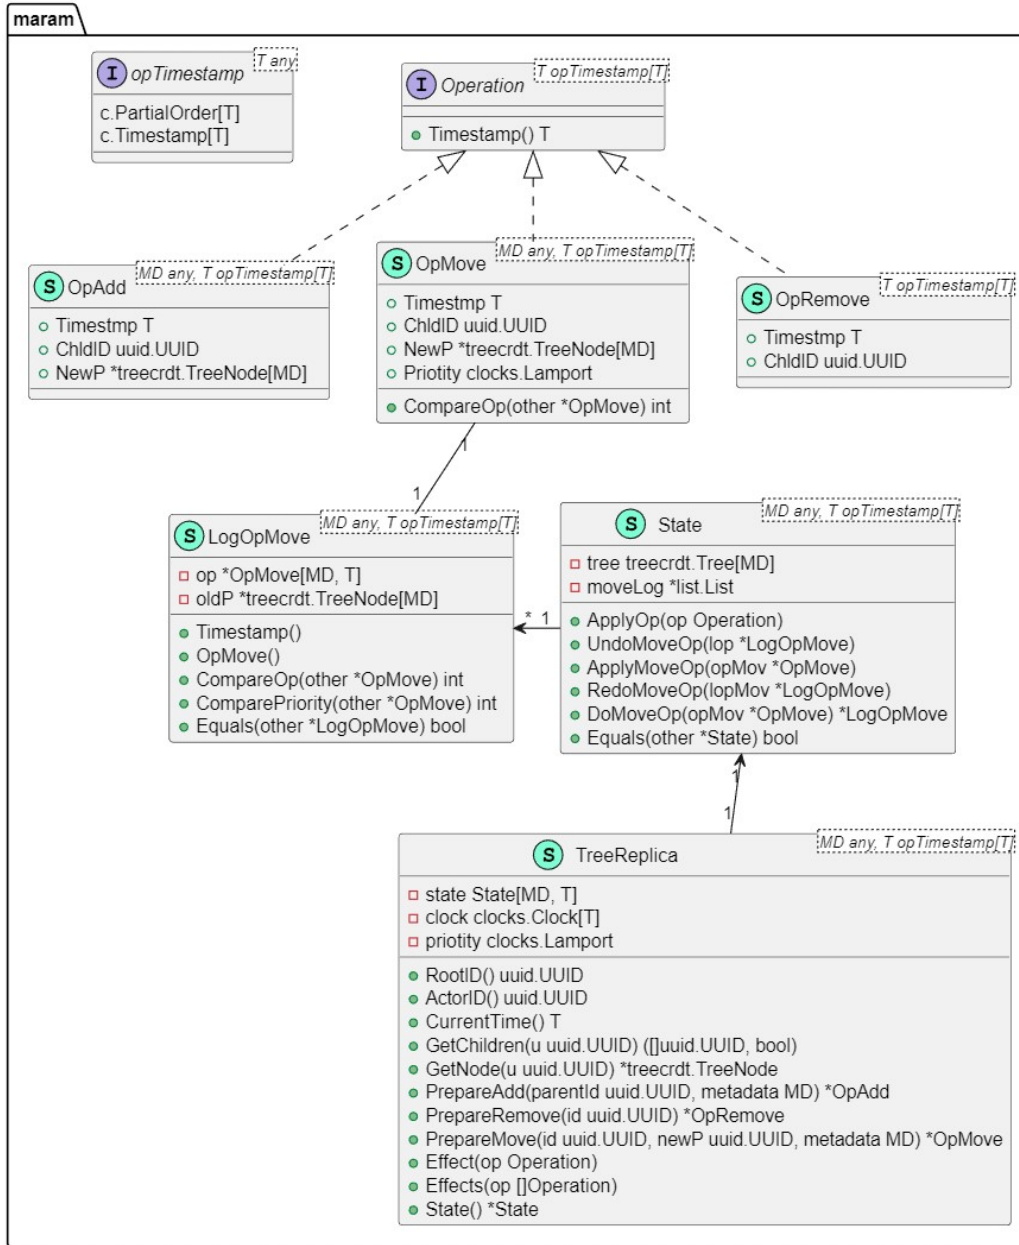 maram
I opTimestamp
T any
c.PartialOrder[T]
c.Timestamp[T]
I Operation
T opTimestamp[T]
Timestamp() T
S OpAdd
MD any, T opTimestamp[T]
Timestmp T
ChldID uuid.UUID
NewP *treecrdt.TreeNode[MD]
S OpMove
MD any, T opTimestamp[T]
Timestmp T
ChldID uuid.UUID
NewP *treecrdt.TreeNode[MD]
Priotity clocks.Lamport
CompareOp(other *OpMove) int
S OpRemove
T opTimestamp[T]
Timestmp T
ChldID uuid.UUID
1
1
S LogOpMove
MD any, T opTimestamp[T]
op *OpMove[MD, T]
oldP *treecrdt.TreeNode[MD]
Timestamp()
OpMove()
CompareOp(other *OpMove) int
ComparePriority(other *OpMove) int
Equals(other *LogOpMove) bool
* 1
S State
MD any, T opTimestamp[T]
tree treecrdt.Tree[MD]
moveLog *list.List
ApplyOp(op Operation)
UndoMoveOp(lop *LogOpMove)
ApplyMoveOp(opMov *OpMove)
RedoMoveOp(lopMov *LogOpMove)
DoMoveOp(opMov *OpMove) *LogOpMove
Equals(other *State) bool
1
1
S TreeReplica
MD any, T opTimestamp[T]
state State[MD, T]
clock clocks.Clock[T]
priotity clocks.Lamport
RootID() uuid.UUID
ActorID() uuid.UUID
CurrentTime() T
GetChildren(u uuid.UUID) ([]uuid.UUID, bool)
GetNode(u uuid.UUID) *treecrdt.TreeNode
PrepareAdd(parentId uuid.UUID, metadata MD) *OpAdd
PrepareRemove(id uuid.UUID) *OpRemove
PrepareMove(id uuid.UUID, newP uuid.UUID, metadata MD) *OpMove
Effect(op Operation)
Effects(op []Operation)
State() *State